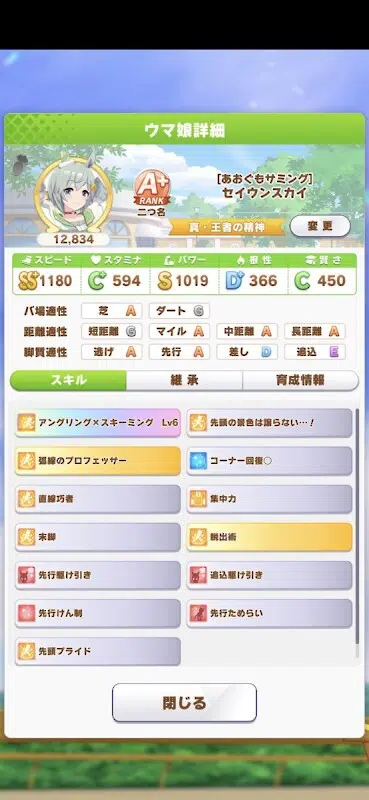 ウマ娘詳細
A+
RANK
二つ名
[あおぐもサミング]
セイウンスカイ
12,834
真・王者の精神
変更
スピード スタミナ パワー 根性 賢さ
SS+ 1180 C+ 594 S 1019 D+ 366 C 450
バ場適性 芝 A ダート G
距離適性 短距離 G マイル A 中距離 A 長距離 A
脚質適性 逃げ A 先行 A 差し D 追込 E
スキル 継承 育成情報
アングリング×スキーミング Lv6 先頭の景色は譲らない…!
弧線のプロフェッサー コーナー回復○
直線巧者 集中力
末脚 脱出術
先行駆け引き 追込駆け引き
先行けん制 先行ためらい
先頭プライド
閉じる